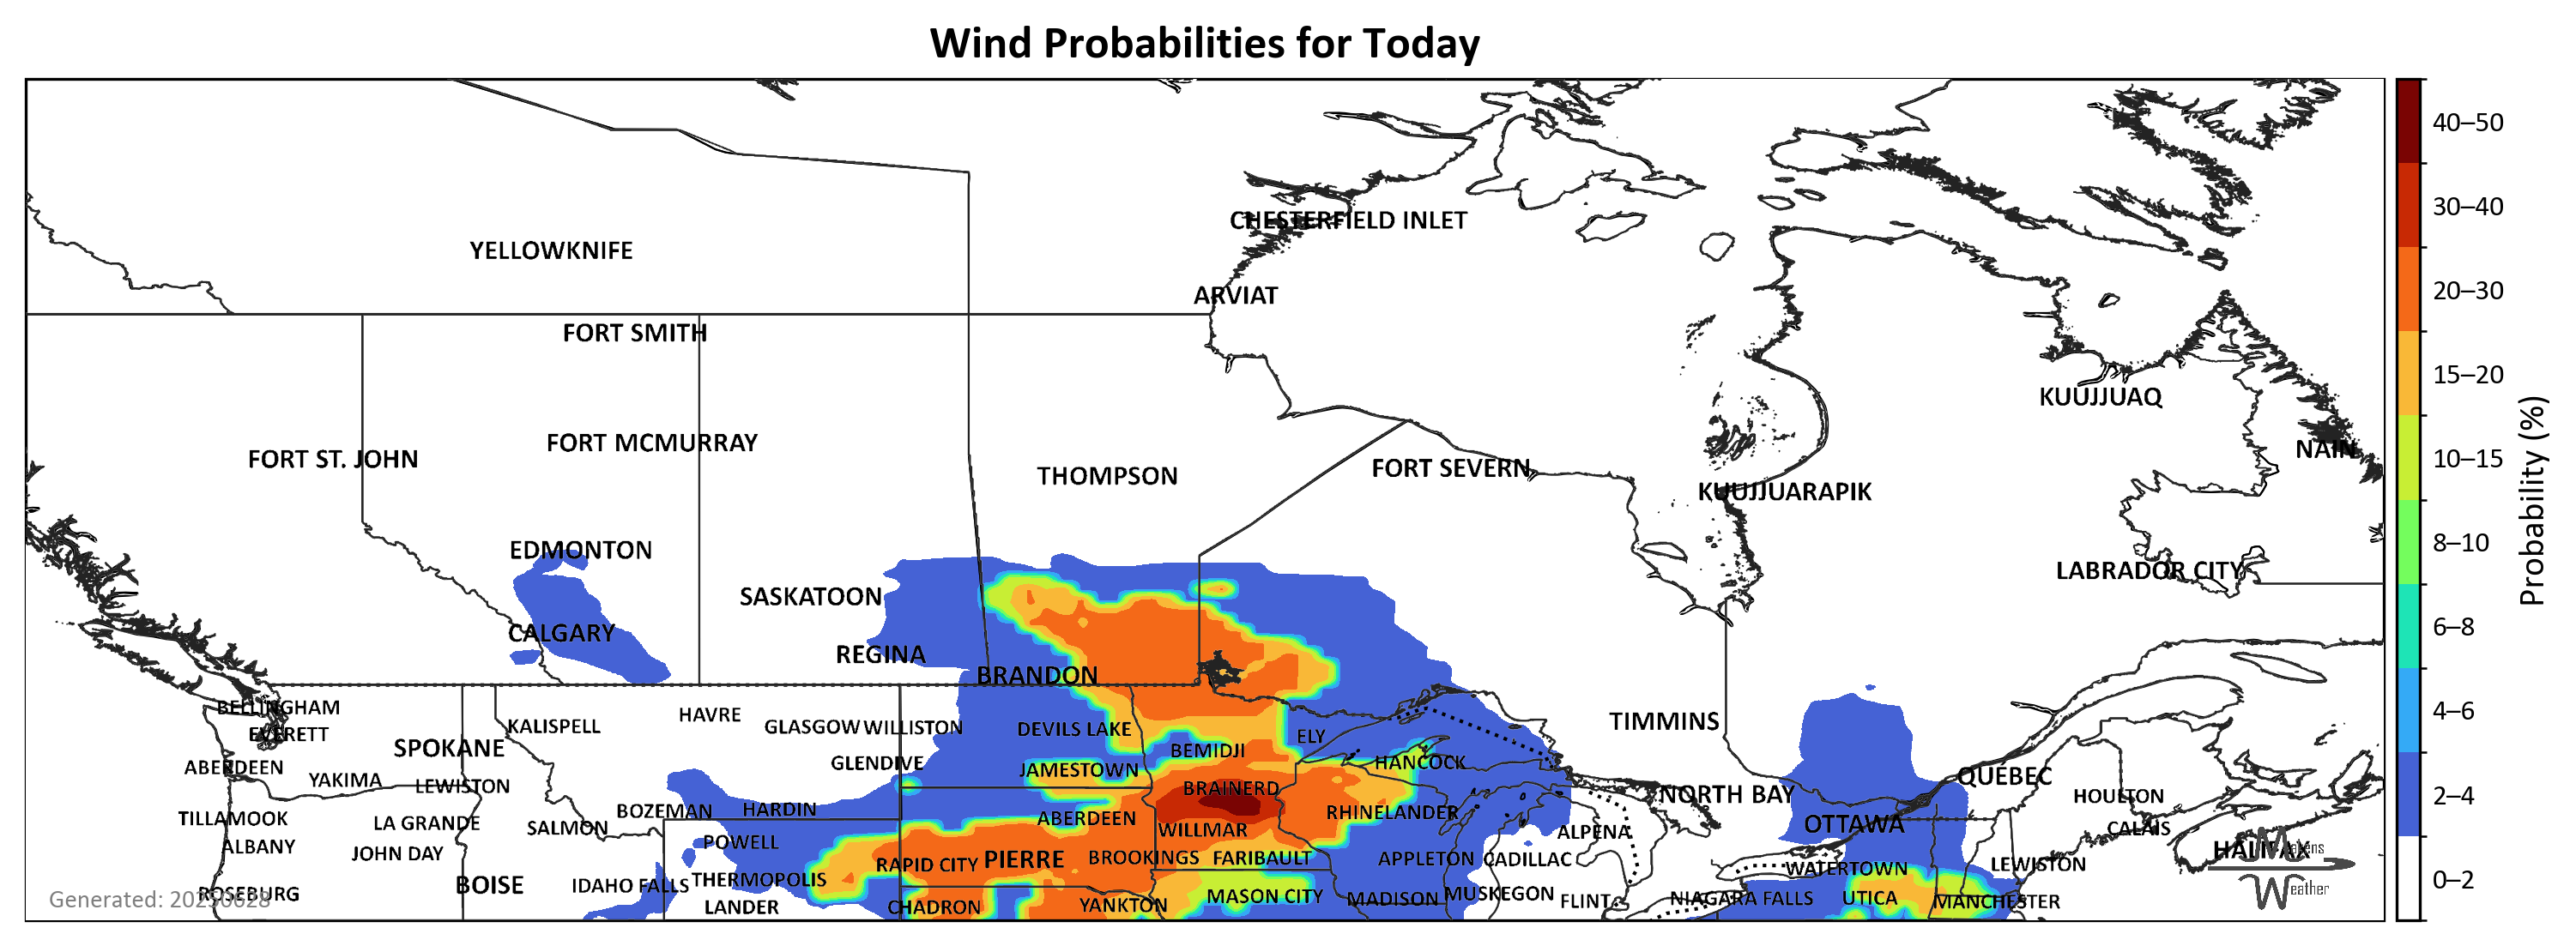 Wind Probabilities for Today
40–50
30–40
20–30
15–20
10–15
8–10
6–8
4–6
2–4
0–2
Probability (%)
CHESTERFIELD INLET
YELLOWKNIFE
ARVIAT
FORT SMITH
KUUJJUAQ
FORT MCMURRAY
NAIN
FORT ST. JOHN
FORT SEVERN
THOMPSON
KUUJJUARAPIK
EDMONTON
LABRADOR CITY
SASKATOON
CALGARY
REGINA
BRANDON
BELLINGHAM
HAVRE
TIMMINS
KALISPELL
GLASGOW
WILLISTON
DEVILS LAKE
EVERETT
ELY
SPOKANE
BEMIDJI
GLENDIVE
HANCOCK
ABERDEEN
JAMESTOWN
QUÉBEC
YAKIMA
LEWISTON
BRAINERD
NORTH BAY
HOULTON
BOZEMAN
HARDIN
RHINELANDER
TILLAMOOK
ABERDEEN
LA GRANDE
OTTAWA
SALMON
WILLMAR
CALAIS
ALPENA
POWELL
ALBANY
HALIFAX
JOHN DAY
RAPID CITY
PIERRE
BROOKINGS
FARIBAULT
APPLETON
CADILLAC
LEWISTON
WATERTOWN
THERMOPOLIS
BOISE
IDAHO FALLS
ROSEBURG
MUSKEGON
MASON CITY
MADISON
NIAGARA FALLS
UTICA
FLINT
MANCHESTER
LANDER
CHADRON
YANKTON
Generated: 20250628
Weather